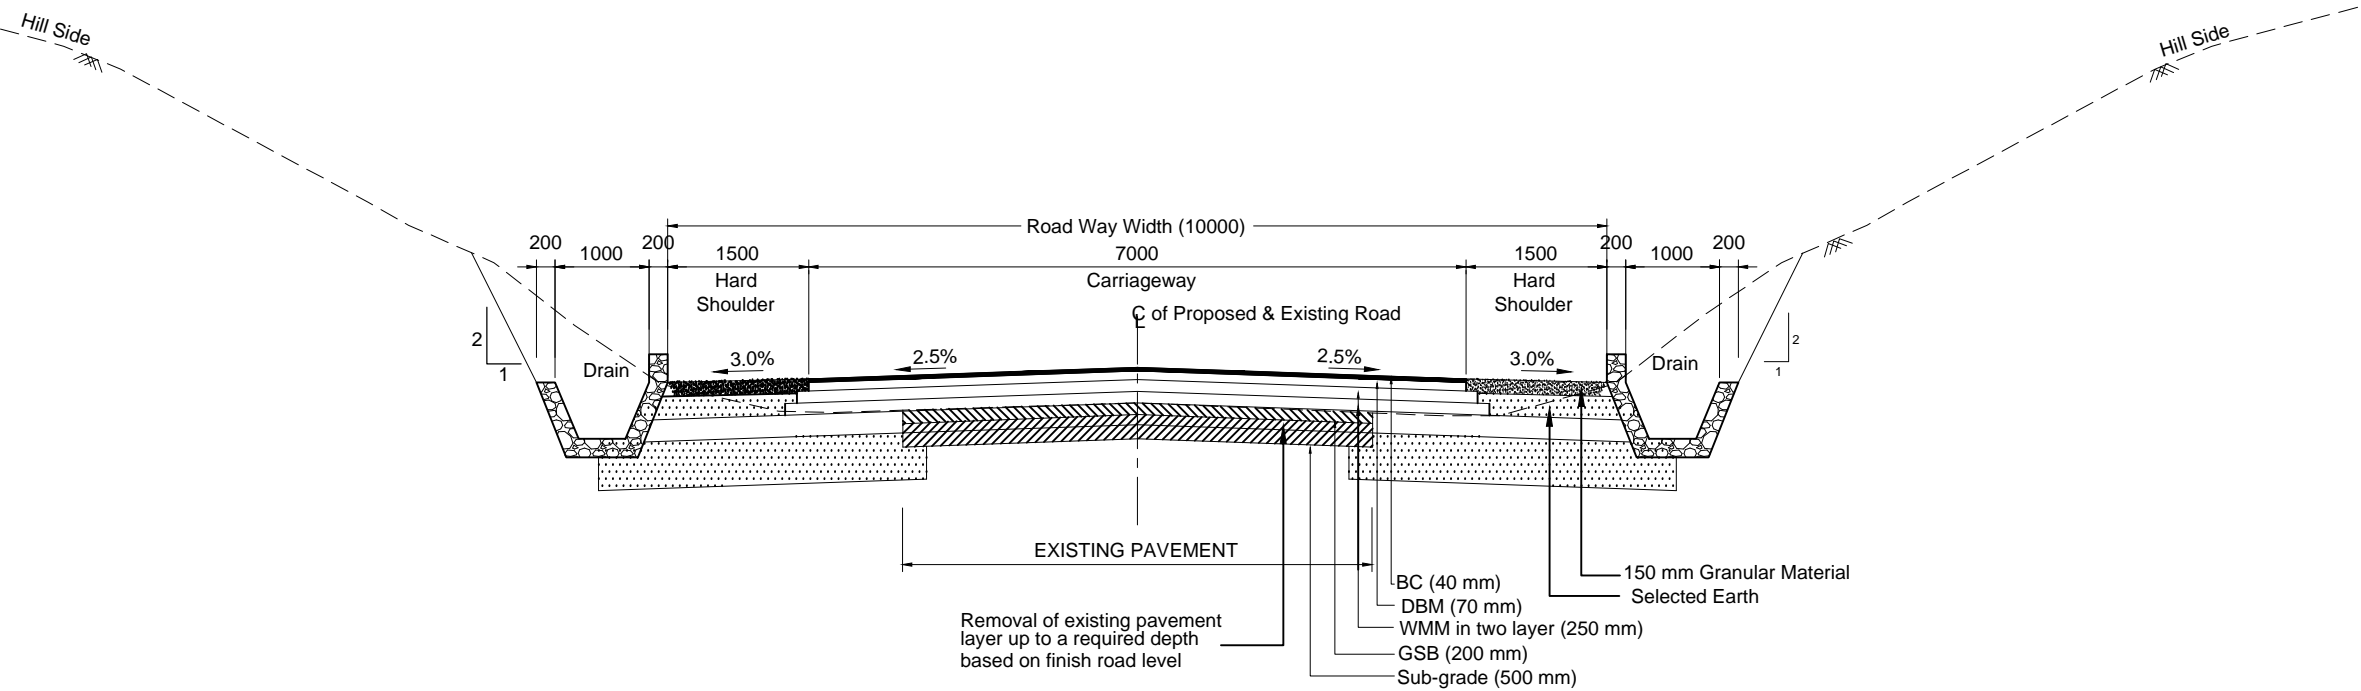 Hill Side
Hill Side
Road Way Width (10000)
200
1000
200
1500
7000
1500
200
1000
200
Hard
Shoulder
Carriageway
Hard
Shoulder
CL of Proposed & Existing Road
2
1
Drain
3.0%
2.5%
2.5%
3.0%
Drain
2
1
EXISTING PAVEMENT
Removal of existing pavement
layer up to a required depth
based on finish road level
BC (40 mm)
DBM (70 mm)
WMM in two layer (250 mm)
GSB (200 mm)
Sub-grade (500 mm)
150 mm Granular Material
Selected Earth